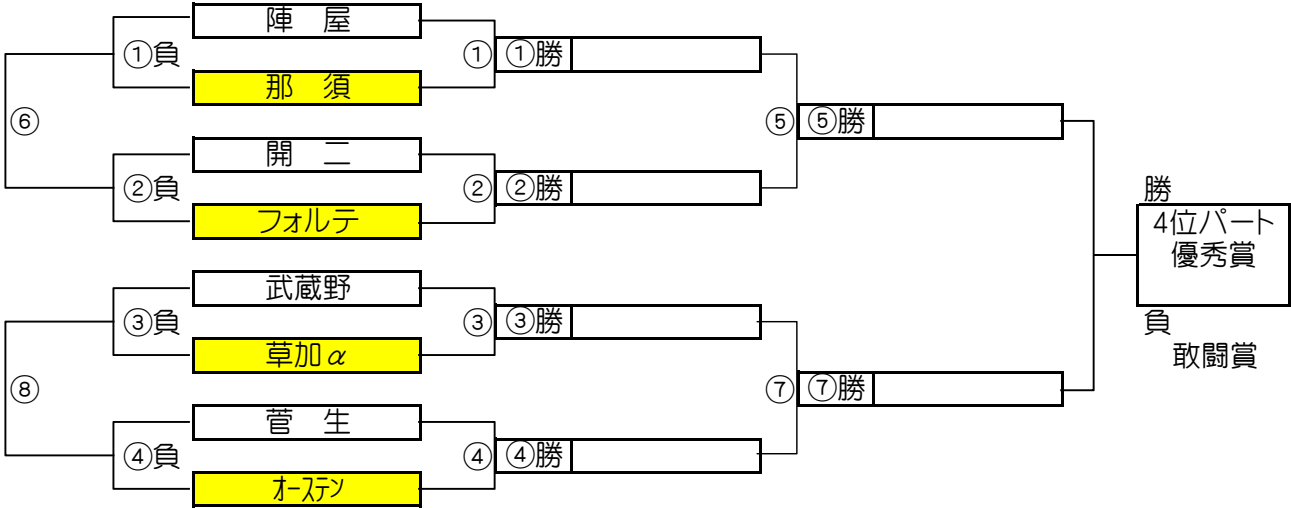 陣　屋
①負
①
①勝
那　須
⑥
⑤
⑤勝
開　二
②負
②
②勝
フォルテ
勝
4位パート
優秀賞
武蔵野
③負
③
③勝
負
敢闘賞
草加α
⑧
⑦
⑦勝
菅　生
④負
④
④勝
オーステン